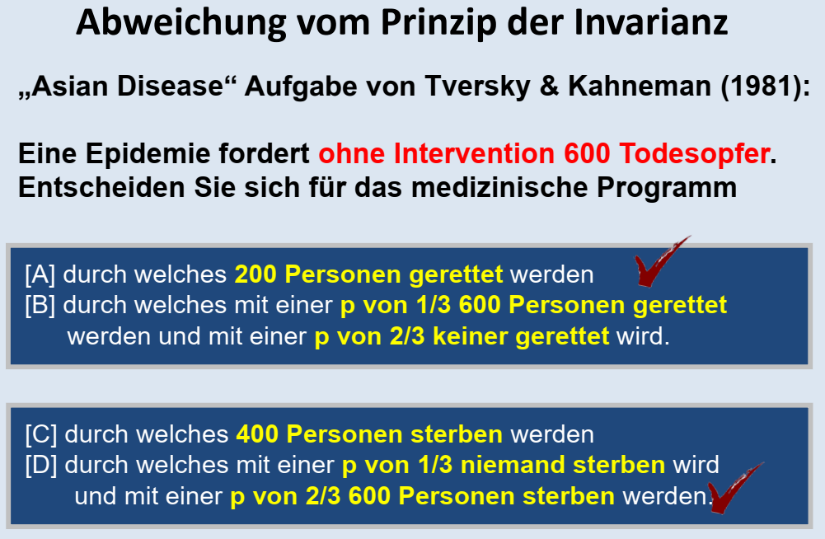 Abweichung vom Prinzip der Invarianz
„Asian Disease“ Aufgabe von Tversky & Kahneman (1981):
Eine Epidemie fordert ohne Intervention 600 Todesopfer.
Entscheiden Sie sich für das medizinische Programm
[A] durch welches 200 Personen gerettet werden
[B] durch welches mit einer p von 1/3 600 Personen gerettet
werden und mit einer p von 2/3 keiner gerettet wird.
[C] durch welches 400 Personen sterben werden
[D] durch welches mit einer p von 1/3 niemand sterben wird
und mit einer p von 2/3 600 Personen sterben werden.